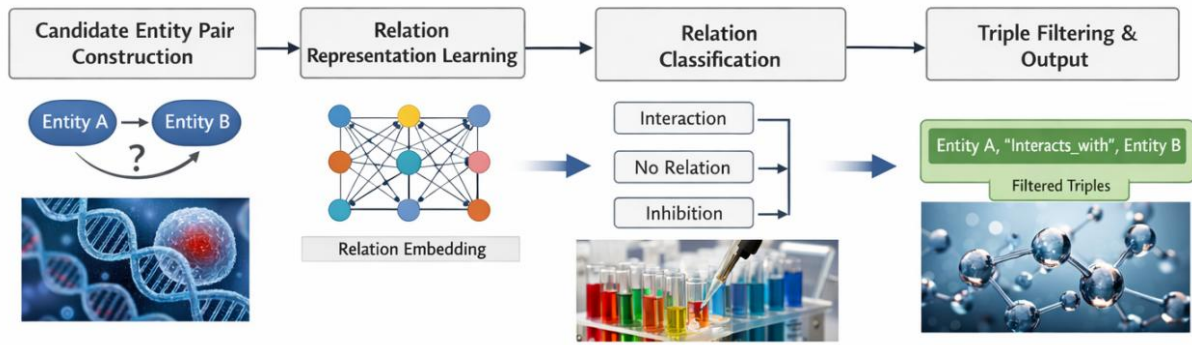 Candidate Entity Pair
Construction
Relation
Representation Learning
Relation
Classification
Triple Filtering &
Output
Entity A
Entity B
?
Relation Embedding
Interaction
No Relation
Inhibition
Entity A, “Interacts_with”, Entity B
Filtered Triples